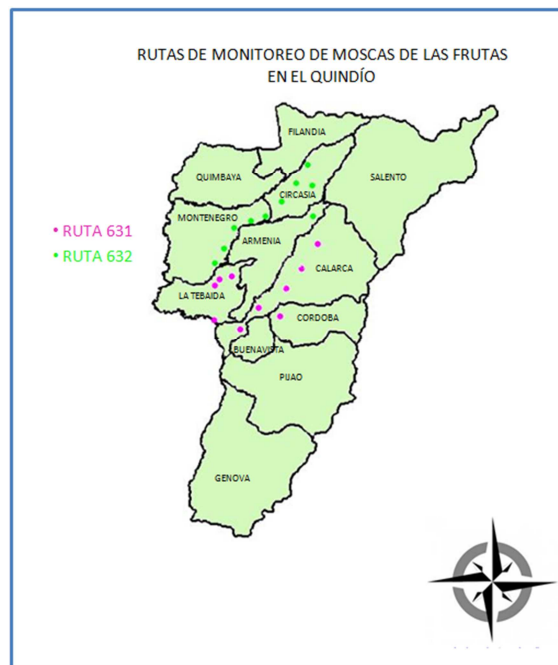 RUTAS DE MONITOREO DE MOSCAS DE LAS FRUTAS
EN EL QUINDÍO
FILANDIA
QUIMBAYA
SALENTO
CIRCASIA
MONTENEGRO
RUTA 631
ARMENIA
RUTA 632
CALARCA
LA TEBAIDA
CORDOBA
BUENAVISTA
PIJAO
GENOVA